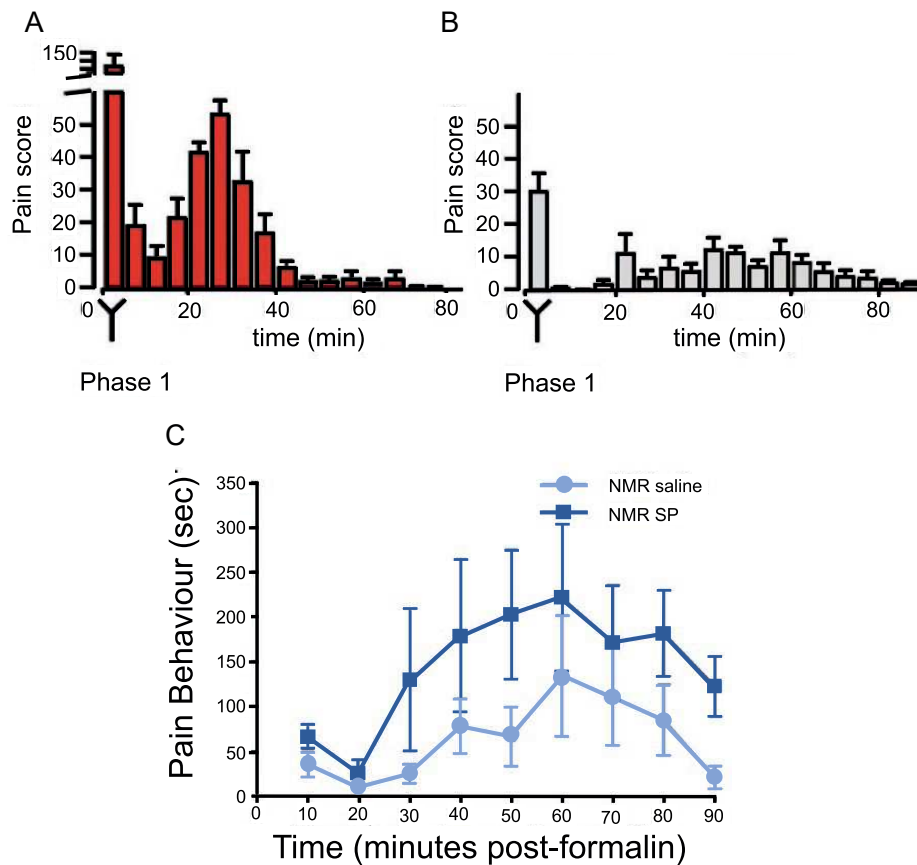 A
150
50
40
30
20
10
0
Pain score
0 20 40 60 80
time (min)
Phase 1
B
50
40
30
20
10
0
Pain score
0 20 40 60 80
time (min)
Phase 1
C
350
300
250
200
150
100
50
0
Pain Behaviour (sec)
NMR saline
NMR SP
0 10 20 30 40 50 60 70 80 90
Time (minutes post-formalin)